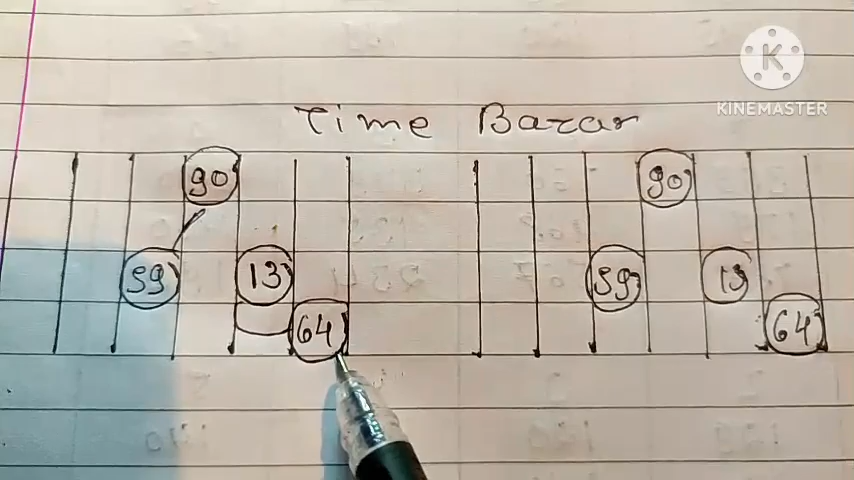 K
KINEMASTER
Time Bazar
90 90
59 13 59 13
64 64